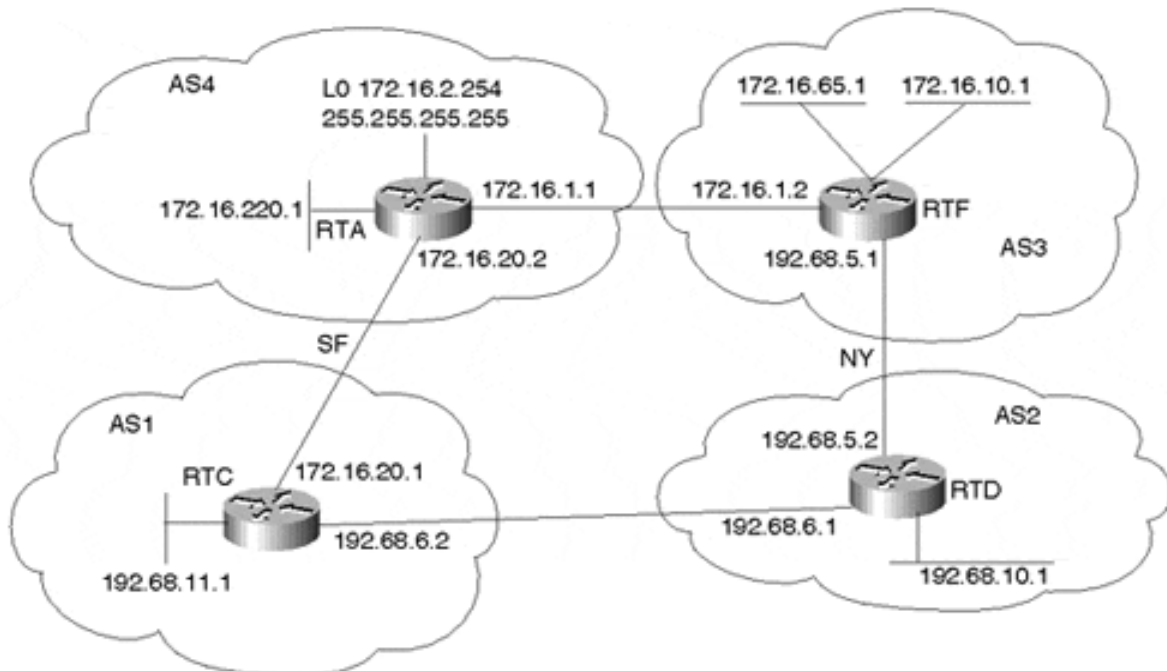 AS4
L0 172.16.2.254
255.255.255.255
172.16.220.1
RTA
172.16.1.1
172.16.20.2
172.16.65.1
172.16.10.1
172.16.1.2
RTF
192.68.5.1
AS3
SF
NY
AS1
RTC
172.16.20.1
192.68.6.2
192.68.11.1
AS2
192.68.5.2
RTD
192.68.6.1
192.68.10.1